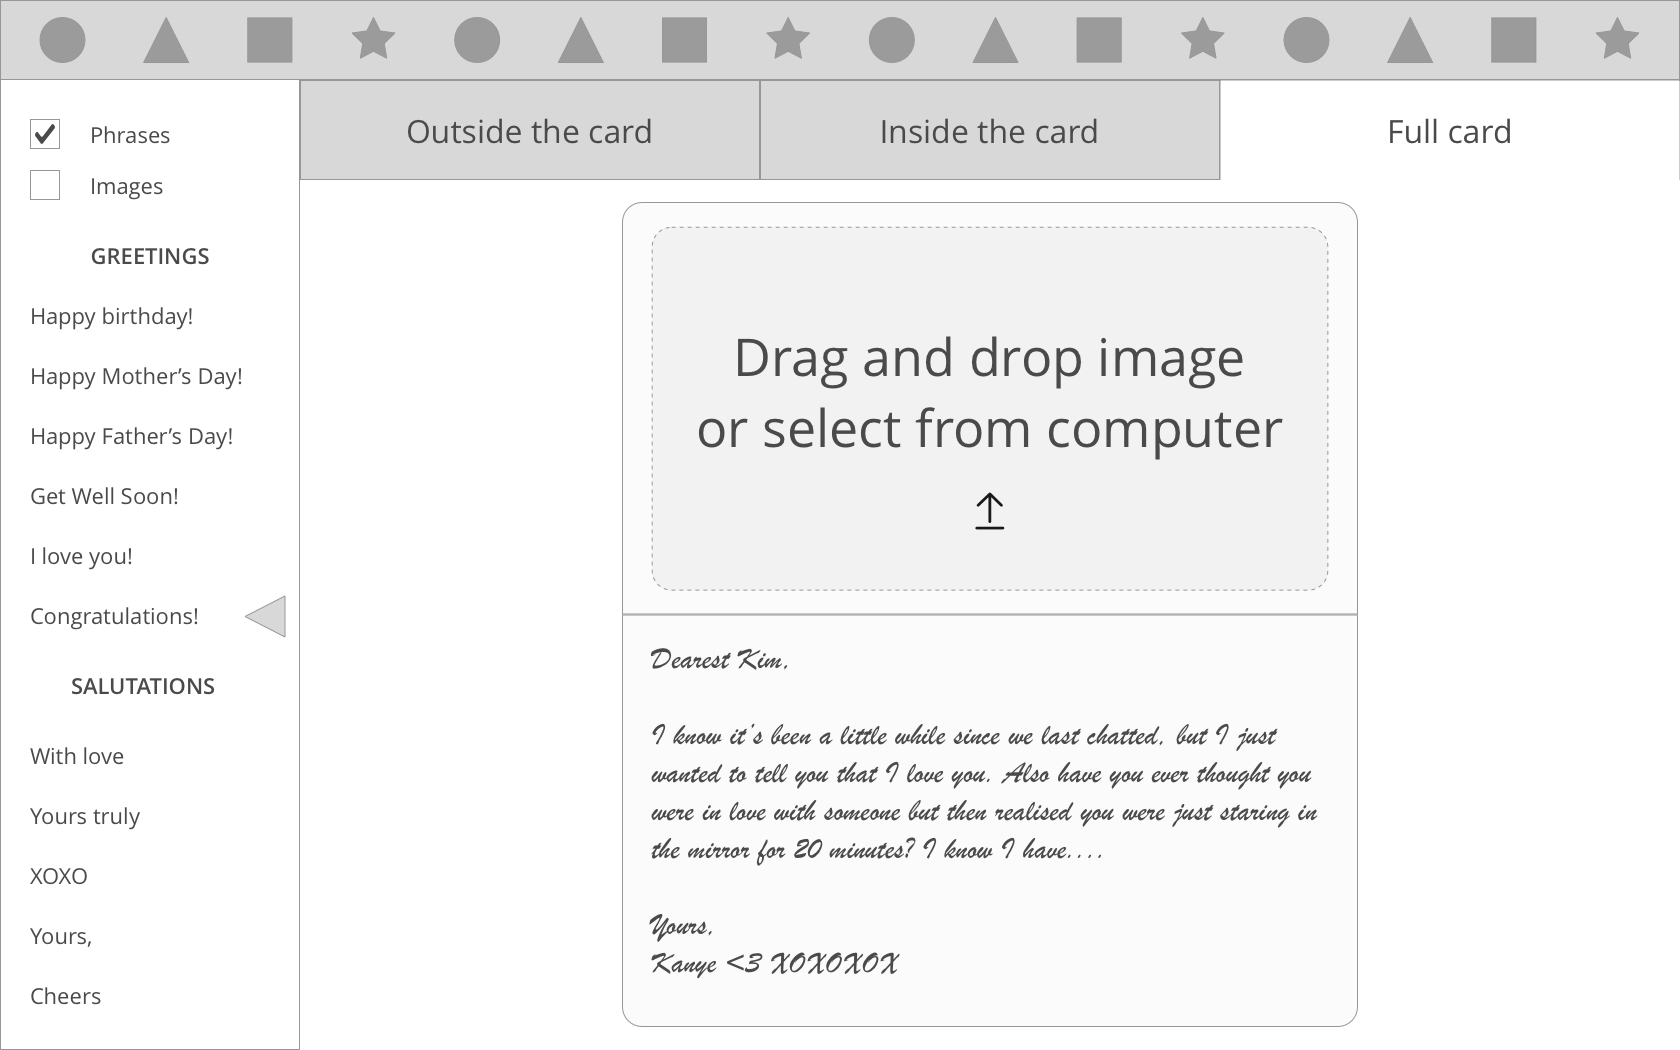 Phrases
Images
GREETINGS
Happy birthday!
Happy Mother’s Day!
Happy Father’s Day!
Get Well Soon!
I love you!
Congratulations!
SALUTATIONS
With love
Yours truly
XOXO
Yours,
Cheers
Outside the card
Inside the card
Full card
Drag and drop image
or select from computer
Dearest Kim,
I know it's been a little while since we last chatted, but I just
wanted to tell you that I love you. Also have you ever thought you
were in love with someone but then realised you were just staring in
the mirror for 20 minutes? I know I have....
Yours,
Kanye <3 XOXOXOX